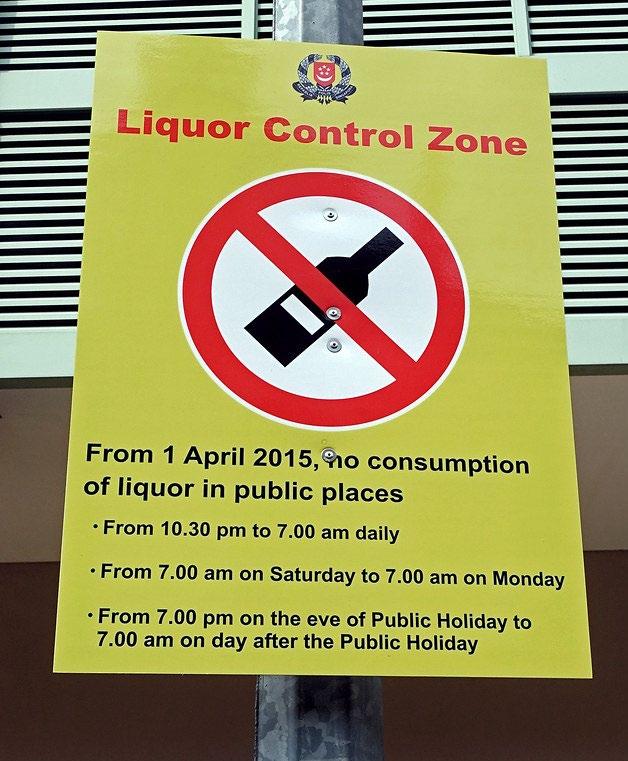 Liquor Control Zone
From 1 April 2015, no consumption
of liquor in public places
· From 10.30 pm to 7.00 am daily
· From 7.00 am on Saturday to 7.00 am on Monday
· From 7.00 pm on the eve of Public Holiday to
7.00 am on day after the Public Holiday